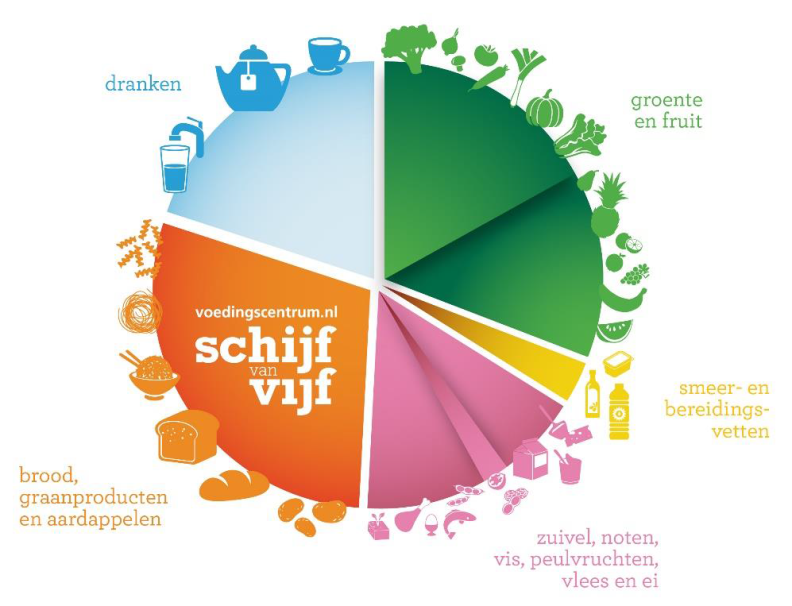 dranken
groente
en fruit
voedingscentrum.nl
schijf
van
vijf
smeer- en
bereidings-
vetten
brood,
graanproducten
en aardappelen
zuivel, noten,
vis, peulvruchten,
vlees en ei